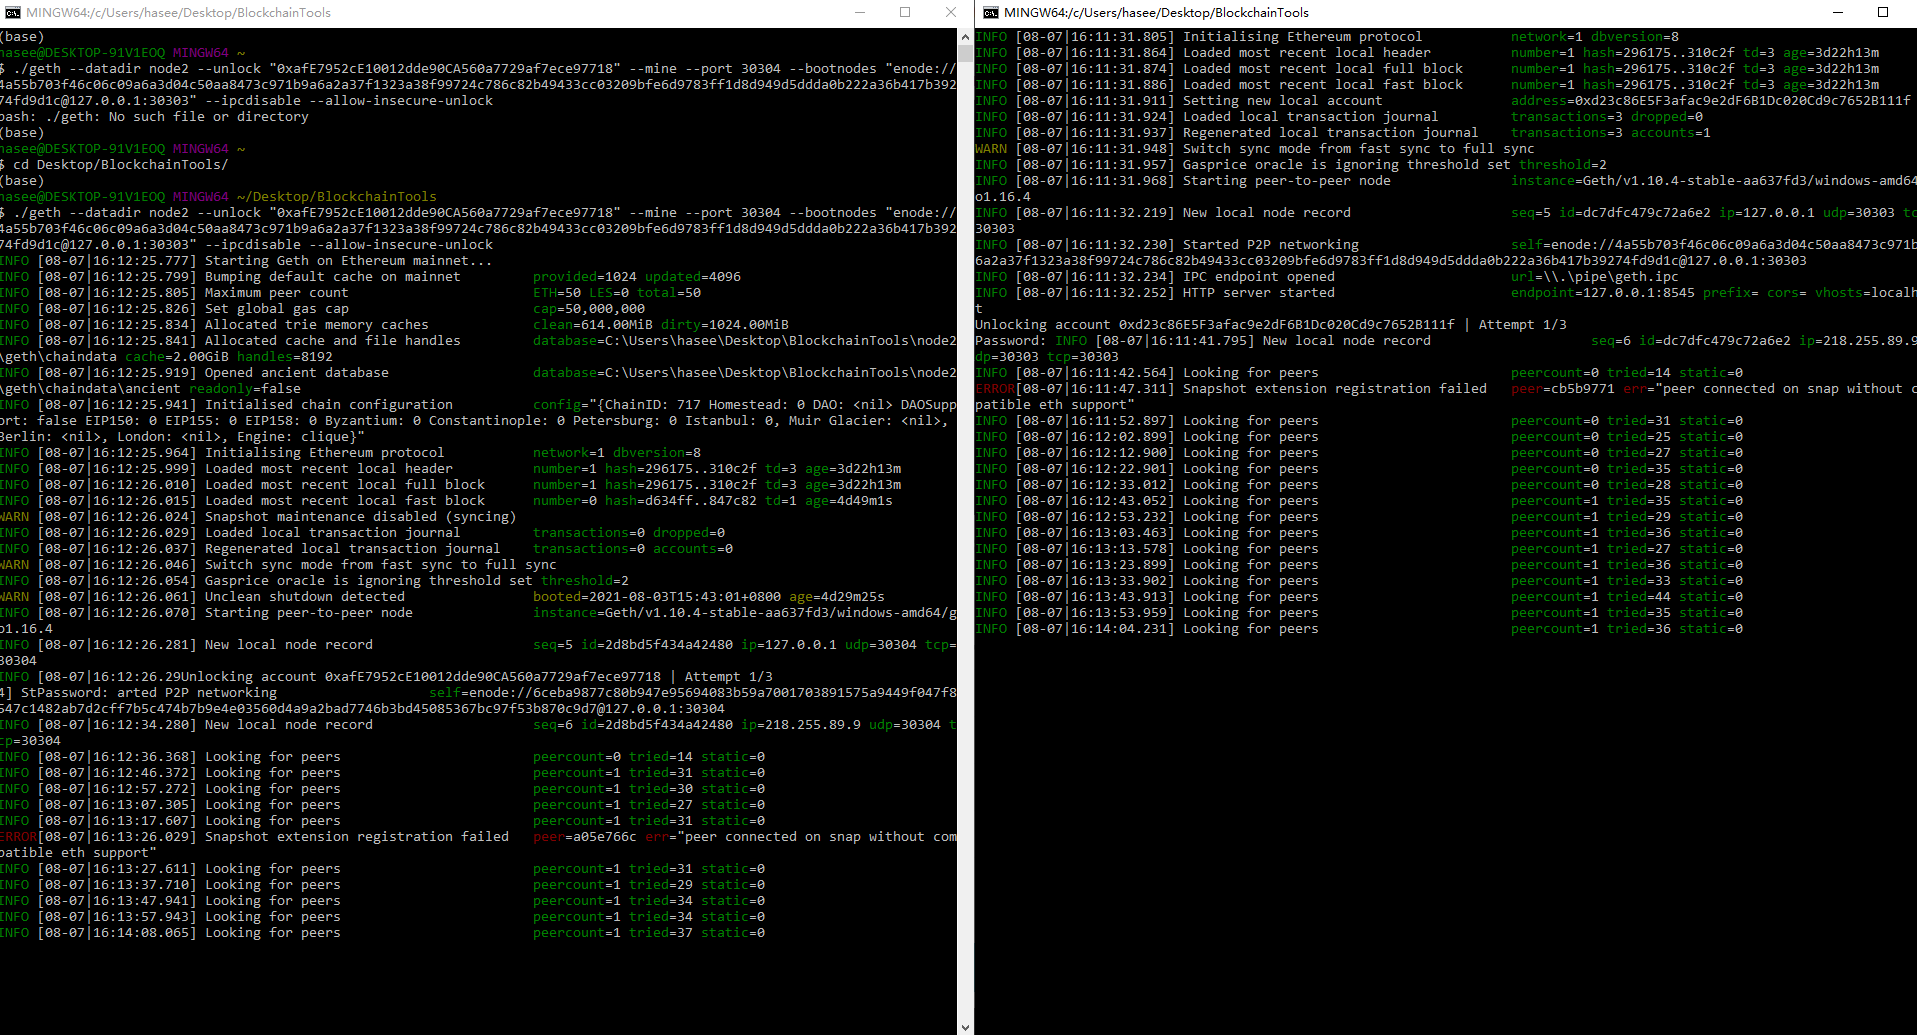 MINGW64:/c/Users/hasee/Desktop/BlockchainTools
(base)
hasee@DESKTOP-91V1EOQ MINGW64 ~
$ ./geth --datadir node2 --unlock "0xafE7952cE10012dde90CA560a7729af7ece97718" --mine --port 30304 --bootnodes "enode://
4a55b703f46c06c09a6a3d04c50aa8473c971b9a6a2a37f1323a38f99724c786c82b49433cc03209bfe6d9783ff1d8d949d5ddda0b222a36b417b392
74fd9d1c@127.0.0.1:30303" --ipcdisable --allow-insecure-unlock
bash: ./geth: No such file or directory
(base)
hasee@DESKTOP-91V1EOQ MINGW64 ~
$ cd Desktop/BlockchainTools/
(base)
hasee@DESKTOP-91V1EOQ MINGW64 ~/Desktop/BlockchainTools
$ ./geth --datadir node2 --unlock "0xafE7952cE10012dde90CA560a7729af7ece97718" --mine --port 30304 --bootnodes "enode://
4a55b703f46c06c09a6a3d04c50aa8473c971b9a6a2a37f1323a38f99724c786c82b49433cc03209bfe6d9783ff1d8d949d5ddda0b222a36b417b392
74fd9d1c@127.0.0.1:30303" --ipcdisable --allow-insecure-unlock
INFO [08-07|16:12:25.777] Starting Geth on Ethereum mainnet...
INFO [08-07|16:12:25.799] Bumping default cache on mainnet provided=1024 updated=4096
INFO [08-07|16:12:25.805] Maximum peer count ETH=50 LES=0 total=50
INFO [08-07|16:12:25.826] Set global gas cap cap=50,000,000
INFO [08-07|16:12:25.834] Allocated trie memory caches clean=614.00MiB dirty=1024.00MiB
INFO [08-07|16:12:25.841] Allocated cache and file handles database=C:\Users\hasee\Desktop\BlockchainTools\node2
\geth\chaindata cache=2.00GiB handles=8192
INFO [08-07|16:12:25.919] Opened ancient database database=C:\Users\hasee\Desktop\BlockchainTools\node2
\geth\chaindata\ancient readonly=false
INFO [08-07|16:12:25.941] Initialised chain configuration config="{ChainID: 717 Homestead: 0 DAO: <nil> DAOSupp
ort: false EIP150: 0 EIP155: 0 EIP158: 0 Byzantium: 0 Constantinople: 0 Petersburg: 0 Istanbul: 0, Muir Glacier: <nil>,
Berlin: <nil>, London: <nil>, Engine: clique}"
INFO [08-07|16:12:25.964] Initialising Ethereum protocol network=1 dbversion=8
INFO [08-07|16:12:25.999] Loaded most recent local header number=1 hash=296175..310c2f td=3 age=3d22h13m
INFO [08-07|16:12:26.010] Loaded most recent local full block number=1 hash=296175..310c2f td=3 age=3d22h13m
INFO [08-07|16:12:26.015] Loaded most recent local fast block number=0 hash=d634ff..847c82 td=1 age=4d49m1s
WARN [08-07|16:12:26.024] Snapshot maintenance disabled (syncing)
INFO [08-07|16:12:26.029] Loaded local transaction journal transactions=0 dropped=0
INFO [08-07|16:12:26.037] Regenerated local transaction journal transactions=0 accounts=0
WARN [08-07|16:12:26.046] Switch sync mode from fast sync to full sync
INFO [08-07|16:12:26.054] Gasprice oracle is ignoring threshold set threshold=2
WARN [08-07|16:12:26.061] Unclean shutdown detected booted=2021-08-03T15:43:01+0800 age=4d29m25s
INFO [08-07|16:12:26.070] Starting peer-to-peer node instance=Geth/v1.10.4-stable-aa637fd3/windows-amd64/g
o1.16.4
INFO [08-07|16:12:26.281] New local node record seq=5 id=2d8bd5f434a42480 ip=127.0.0.1 udp=30304 tcp=
30304
INFO [08-07|16:12:26.29Unlocking account 0xafE7952cE10012dde90CA560a7729af7ece97718 | Attempt 1/3
4] StPassword: arted P2P networking self=enode://6ceba9877c80b947e95694083b59a7001703891575a9449f047f8
547c1482ab7d2cff7b5c474b7b9e4e03560d4a9a2bad7746b3bd45085367bc97f53b870c9d7@127.0.0.1:30304
INFO [08-07|16:12:34.280] New local node record seq=6 id=2d8bd5f434a42480 ip=218.255.89.9 udp=30304 t
cp=30304
INFO [08-07|16:12:36.368] Looking for peers peercount=0 tried=14 static=0
INFO [08-07|16:12:46.372] Looking for peers peercount=1 tried=31 static=0
INFO [08-07|16:12:57.272] Looking for peers peercount=1 tried=30 static=0
INFO [08-07|16:13:07.305] Looking for peers peercount=1 tried=27 static=0
INFO [08-07|16:13:17.607] Looking for peers peercount=1 tried=31 static=0
ERROR[08-07|16:13:26.029] Snapshot extension registration failed peer=a05e766c err="peer connected on snap without com
patible eth support"
INFO [08-07|16:13:27.611] Looking for peers peercount=1 tried=31 static=0
INFO [08-07|16:13:37.710] Looking for peers peercount=1 tried=29 static=0
INFO [08-07|16:13:47.941] Looking for peers peercount=1 tried=34 static=0
INFO [08-07|16:13:57.943] Looking for peers peercount=1 tried=34 static=0
INFO [08-07|16:14:08.065] Looking for peers peercount=1 tried=37 static=0
MINGW64:/c/Users/hasee/Desktop/BlockchainTools
INFO [08-07|16:11:31.805] Initialising Ethereum protocol network=1 dbversion=8
INFO [08-07|16:11:31.864] Loaded most recent local header number=1 hash=296175..310c2f td=3 age=3d22h13m
INFO [08-07|16:11:31.874] Loaded most recent local full block number=1 hash=296175..310c2f td=3 age=3d22h13m
INFO [08-07|16:11:31.886] Loaded most recent local fast block number=1 hash=296175..310c2f td=3 age=3d22h13m
INFO [08-07|16:11:31.911] Setting new local account address=0xd23c86E5F3afac9e2dF6B1Dc020Cd9c7652B111f
INFO [08-07|16:11:31.924] Loaded local transaction journal transactions=3 dropped=0
INFO [08-07|16:11:31.937] Regenerated local transaction journal transactions=3 accounts=1
WARN [08-07|16:11:31.948] Switch sync mode from fast sync to full sync
INFO [08-07|16:11:31.957] Gasprice oracle is ignoring threshold set threshold=2
INFO [08-07|16:11:31.968] Starting peer-to-peer node instance=Geth/v1.10.4-stable-aa637fd3/windows-amd64
o1.16.4
INFO [08-07|16:11:32.219] New local node record seq=5 id=dc7dfc479c72a6e2 ip=127.0.0.1 udp=30303 tc
30303
INFO [08-07|16:11:32.230] Started P2P networking self=enode://4a55b703f46c06c09a6a3d04c50aa8473c971b
6a2a37f1323a38f99724c786c82b49433cc03209bfe6d9783ff1d8d949d5ddda0b222a36b417b39274fd9d1c@127.0.0.1:30303
INFO [08-07|16:11:32.234] IPC endpoint opened url=\\.\pipe\geth.ipc
INFO [08-07|16:11:32.252] HTTP server started endpoint=127.0.0.1:8545 prefix= cors= vhosts=localh
t
Unlocking account 0xd23c86E5F3afac9e2dF6B1Dc020Cd9c7652B111f | Attempt 1/3
Password: INFO [08-07|16:11:41.795] New local node record seq=6 id=dc7dfc479c72a6e2 ip=218.255.89.9
dp=30303 tcp=30303
INFO [08-07|16:11:42.564] Looking for peers peercount=0 tried=14 static=0
ERROR[08-07|16:11:47.311] Snapshot extension registration failed peer=cb5b9771 err="peer connected on snap without c
patible eth support"
INFO [08-07|16:11:52.897] Looking for peers peercount=0 tried=31 static=0
INFO [08-07|16:12:02.899] Looking for peers peercount=0 tried=25 static=0
INFO [08-07|16:12:12.900] Looking for peers peercount=0 tried=27 static=0
INFO [08-07|16:12:22.901] Looking for peers peercount=0 tried=35 static=0
INFO [08-07|16:12:33.012] Looking for peers peercount=0 tried=28 static=0
INFO [08-07|16:12:43.052] Looking for peers peercount=1 tried=35 static=0
INFO [08-07|16:12:53.232] Looking for peers peercount=1 tried=29 static=0
INFO [08-07|16:13:03.463] Looking for peers peercount=1 tried=36 static=0
INFO [08-07|16:13:13.578] Looking for peers peercount=1 tried=27 static=0
INFO [08-07|16:13:23.899] Looking for peers peercount=1 tried=36 static=0
INFO [08-07|16:13:33.902] Looking for peers peercount=1 tried=33 static=0
INFO [08-07|16:13:43.913] Looking for peers peercount=1 tried=44 static=0
INFO [08-07|16:13:53.959] Looking for peers peercount=1 tried=35 static=0
INFO [08-07|16:14:04.231] Looking for peers peercount=1 tried=36 static=0